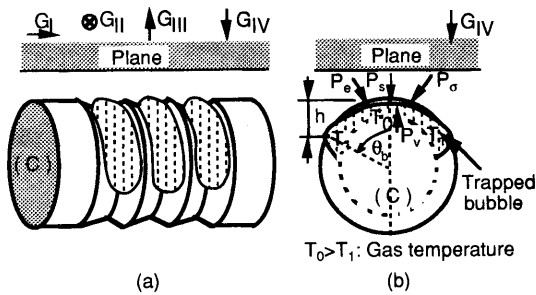 G_I G_II G_III G_IV
Plane
(C)
(a)
G_IV
Plane
P_e P_s P_σ
h
T_0
P_v
T_1
θ_b
(C)
Trapped
bubble
T_0>T_1: Gas temperature
(b)